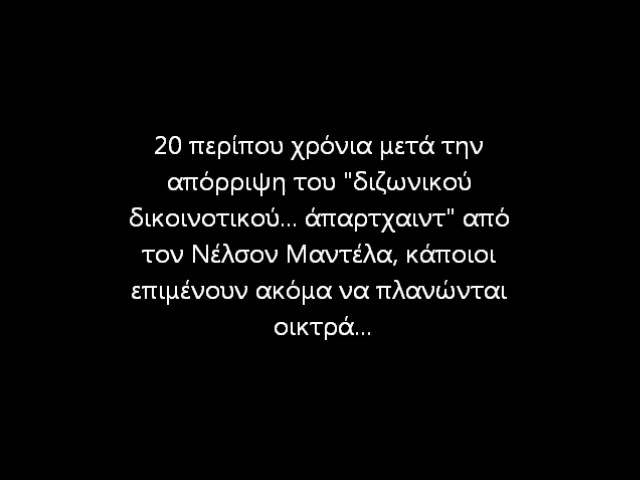 20 περίπου χρόνια μετά την
απόρριψη του "διζωνικού
δικοινοτικού... άπαρτχαιντ" από
τον Νέλσον Μαντέλα, κάποιοι
επιμένουν ακόμα να πλανώνται
οικτρά...